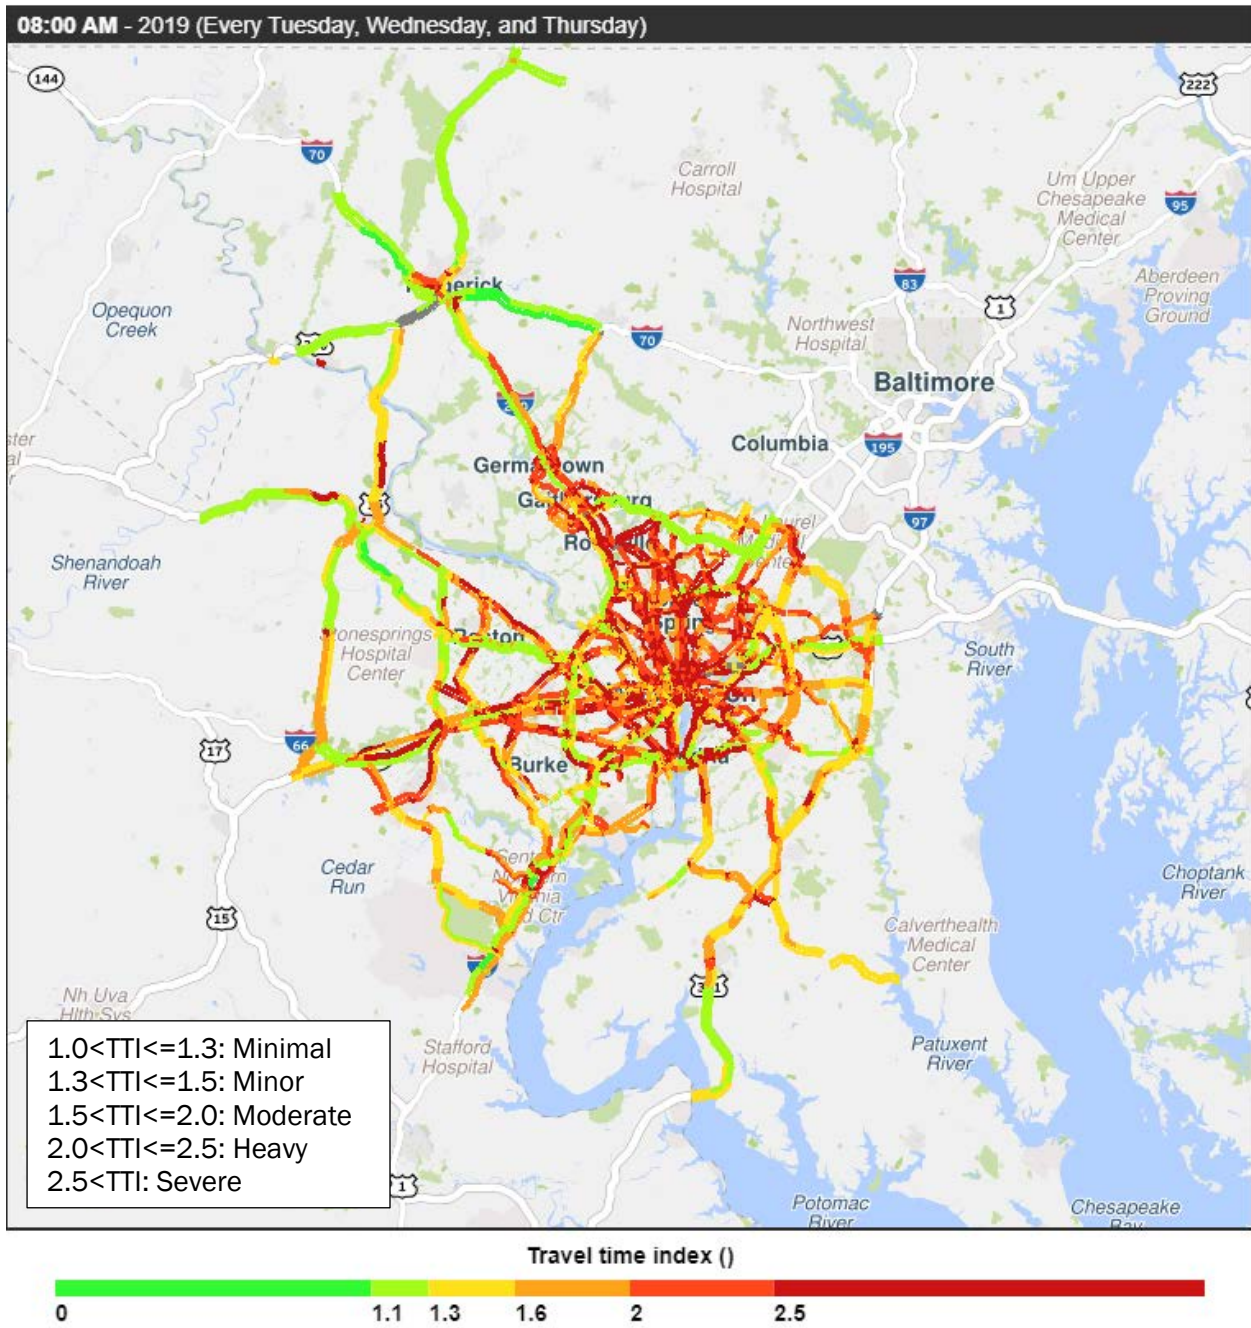 08:00 AM - 2019 (Every Tuesday, Wednesday, and Thursday)
144
222
70
Carroll
Hospital
Um Upper
Chesapeake
Medical
Center
95
83
Aberdeen
Proving
Ground
1
Opequon
Creek
Northwest
Hospital
70
Baltimore
Columbia
195
97
Shenandoah
River
South
River
Stonesprings
Hospital
Center
17
66
Burke
Cedar
Run
15
Choptank
River
Calverthealth
Medical
Center
Nh Uva
Hlth Sys
Stafford
Hospital
Patuxent
River
1
Potomac
River
Chesapeake
Bay
1.0<TTI<=1.3: Minimal
1.3<TTI<=1.5: Minor
1.5<TTI<=2.0: Moderate
2.0<TTI<=2.5: Heavy
2.5<TTI: Severe
Travel time index ()
0 1.1 1.3 1.6 2 2.5